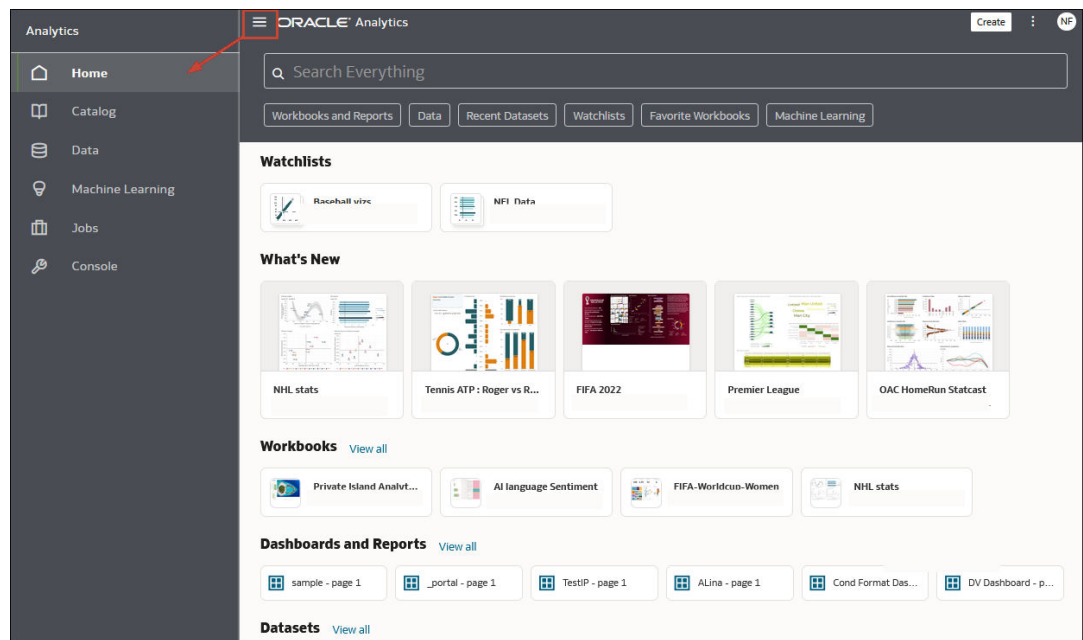 Analytics
Home
Catalog
Data
Machine Learning
Jobs
Console
ORACLE Analytics
Create
NF
Search Everything
Workbooks and Reports Data Recent Datasets Watchlists Favorite Workbooks Machine Learning
Watchlists
Baseball vizs NFL Data
What's New
NHL stats Tennis ATP : Roger vs R... FIFA 2022 Premier League OAC HomeRun Statcast
Workbooks View all
Private Island Analyt... AI language Sentiment FIFA-Worldcup-Women NHL stats
Dashboards and Reports View all
sample - page 1 _portal - page 1 TestIP - page 1 ALina - page 1 Cond Format Das... DV Dashboard - p...
Datasets View all